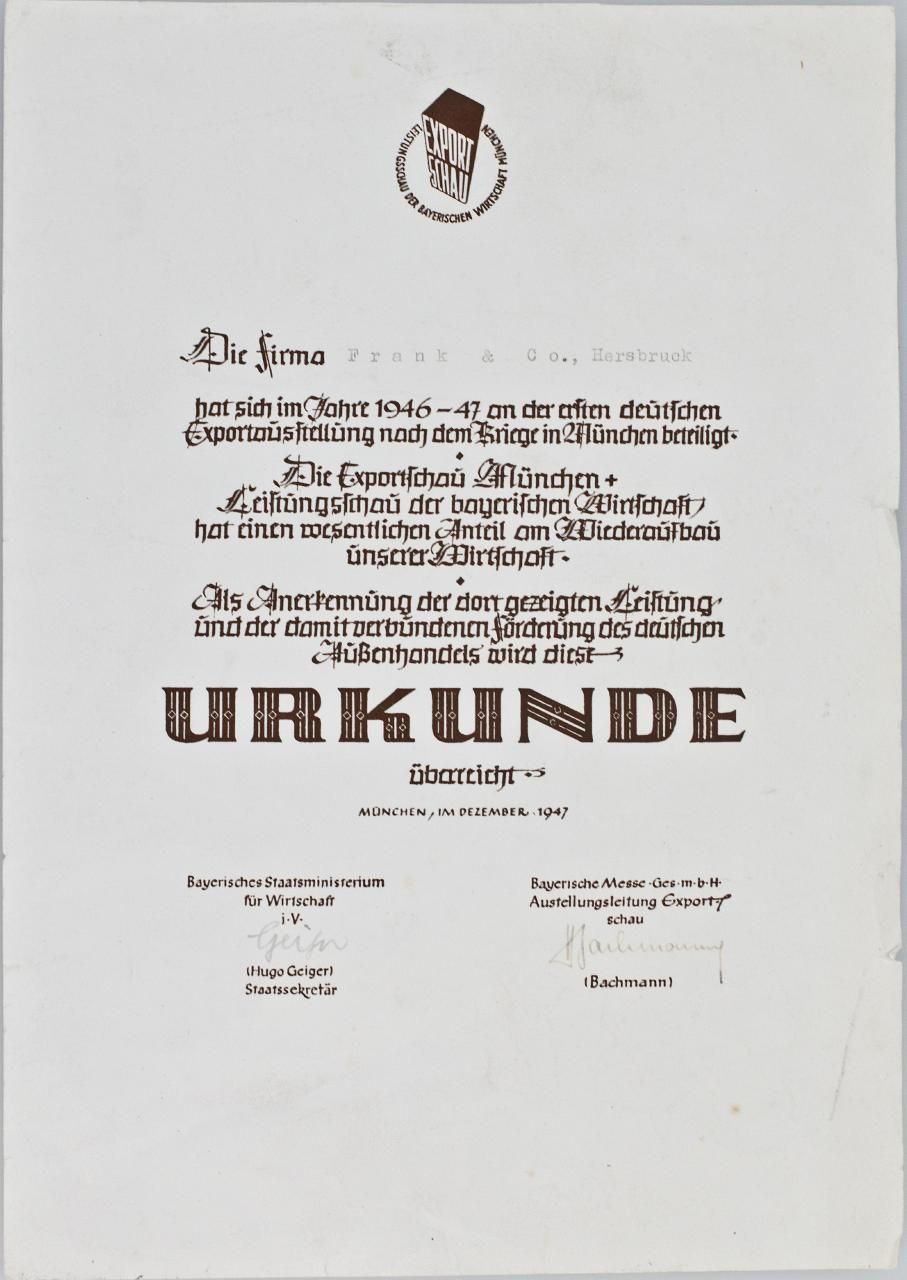 EXPORT
SCHAU
LEISTUNGSSCHAU DER BAYERISCHEN WIRTSCHAFT MÜNCHEN
Die Firma Frank & Co., Hersbruck
hat sich im Jahre 1946-47 an der ersten deutschen
Exportausstellung nach dem Kriege in München beteiligt.
Die Exportschau München +
Leistungsschau der bayerischen Wirtschaft
hat einen wesentlichen Anteil am Wiederaufbau
unserer Wirtschaft.
Als Anerkennung der dort gezeigten Leistung
und der damit verbundenen Förderung des deutschen
Außenhandels wird diese
URKUNDE
überreicht.
MÜNCHEN, IM DEZEMBER 1947
Bayerisches Staatsministerium
für Wirtschaft
i.V.
Geiger
(Hugo Geiger)
Staatssekretär
Bayerische Messe-Ges.m.b.H.
Austellungsleitung Export-
schau
Bachmann
(Bachmann)